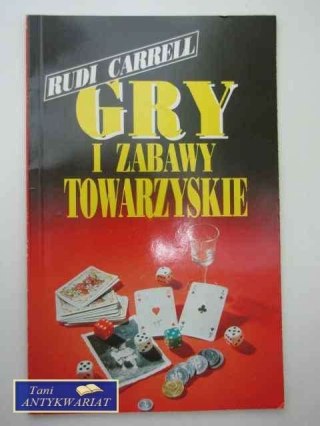 RUDI CARRELL
GRY
I ZABAWY
TOWARZYSKIE
Tani
ANTYKWARIAT